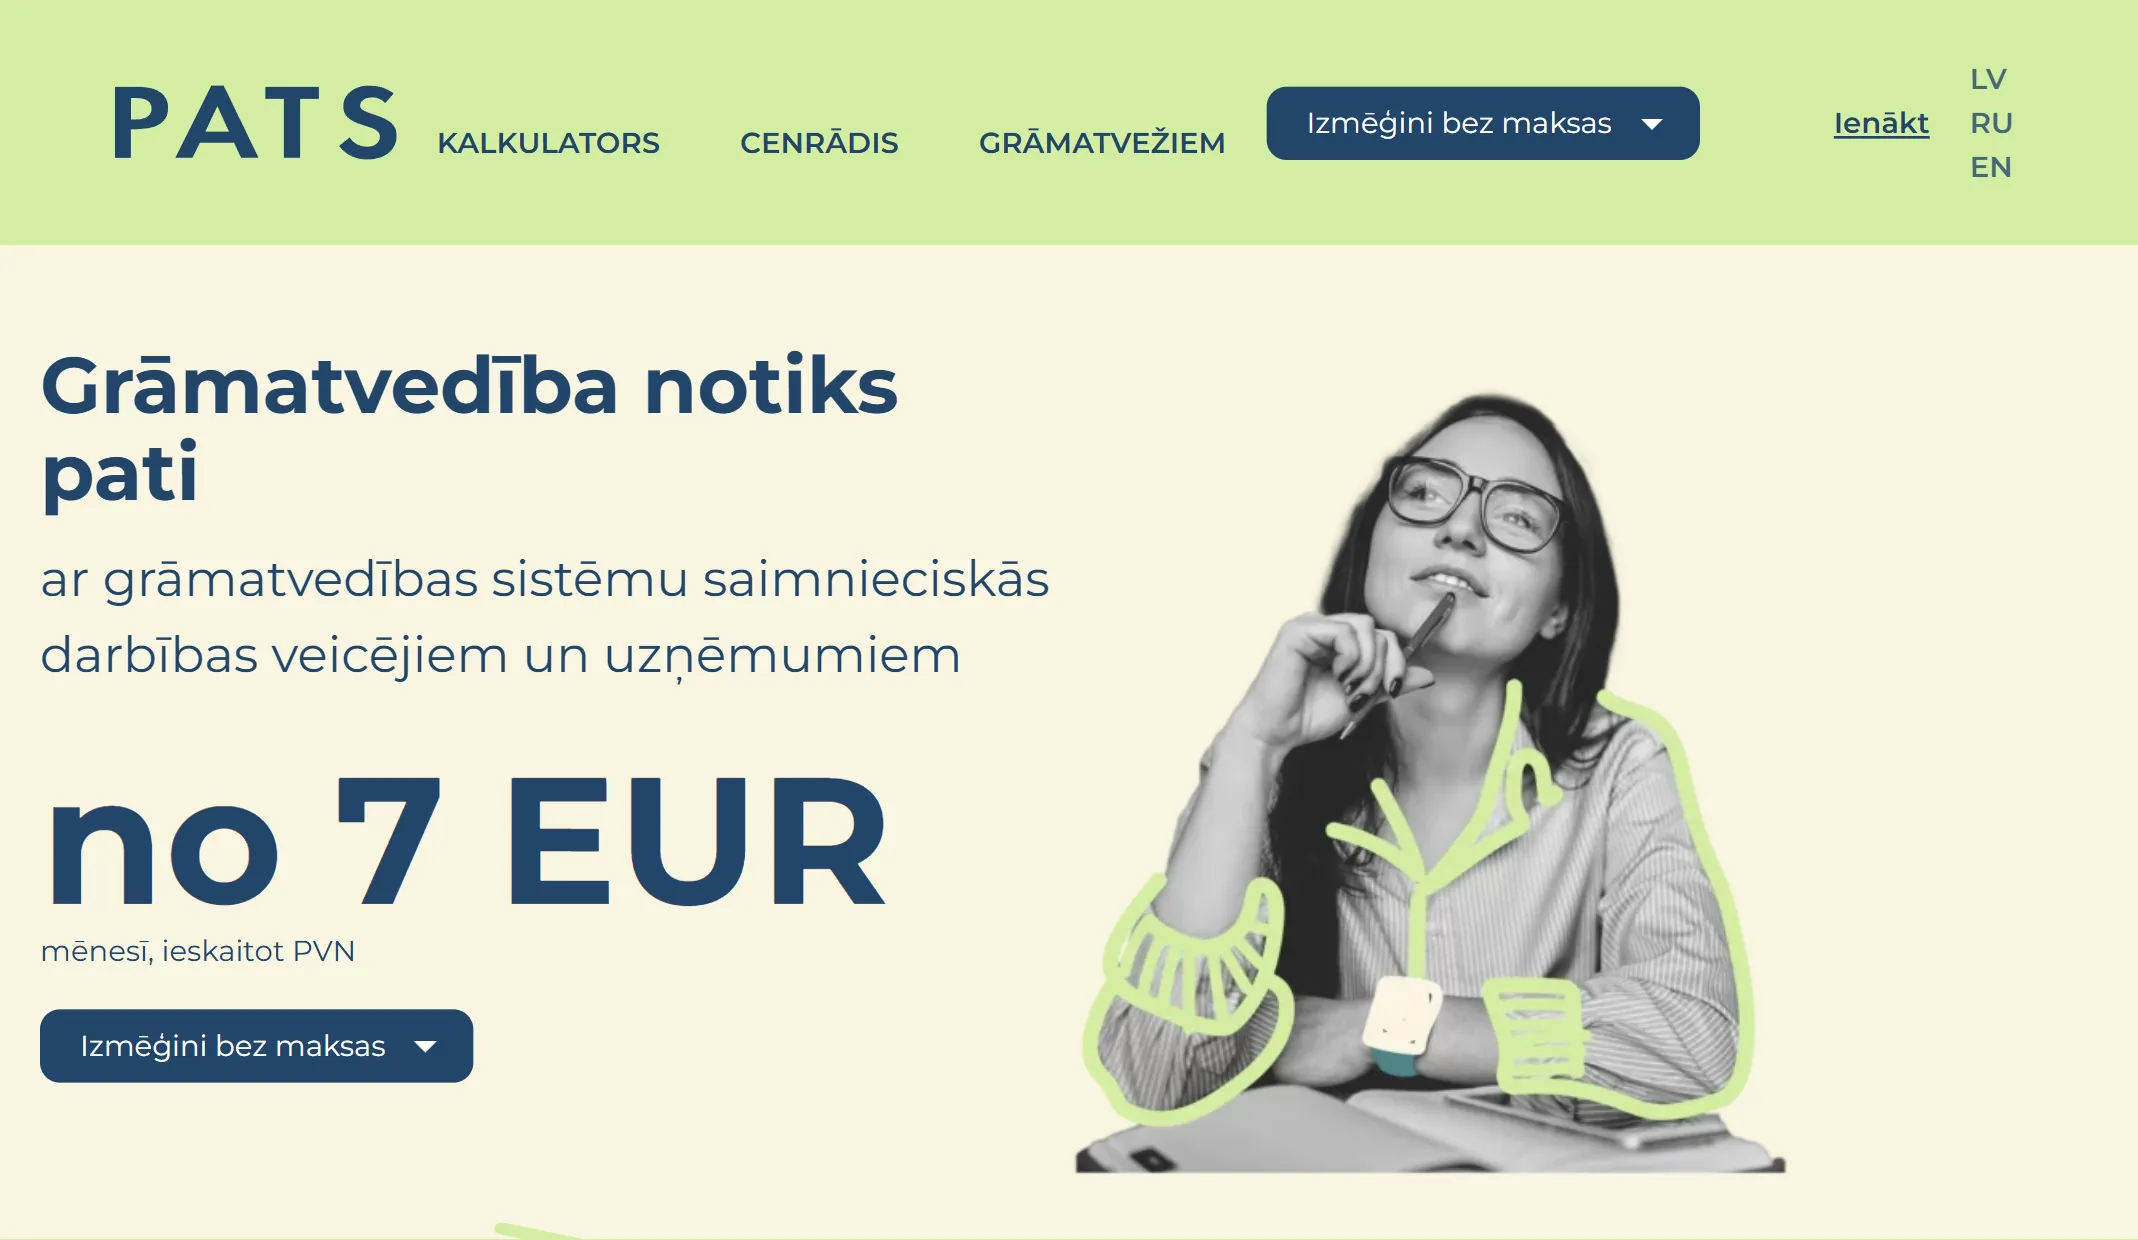 PATS
KALKULATORS
CENRĀDIS
GRĀMATVEŽIEM
Izmēģini bez maksas
Ienākt
LV
RU
EN
Grāmatvedība notiks
pati
ar grāmatvedības sistēmu saimnieciskās
darbības veicējiem un uzņēmumiem
no 7 EUR
mēnesī, ieskaitot PVN
Izmēģini bez maksas